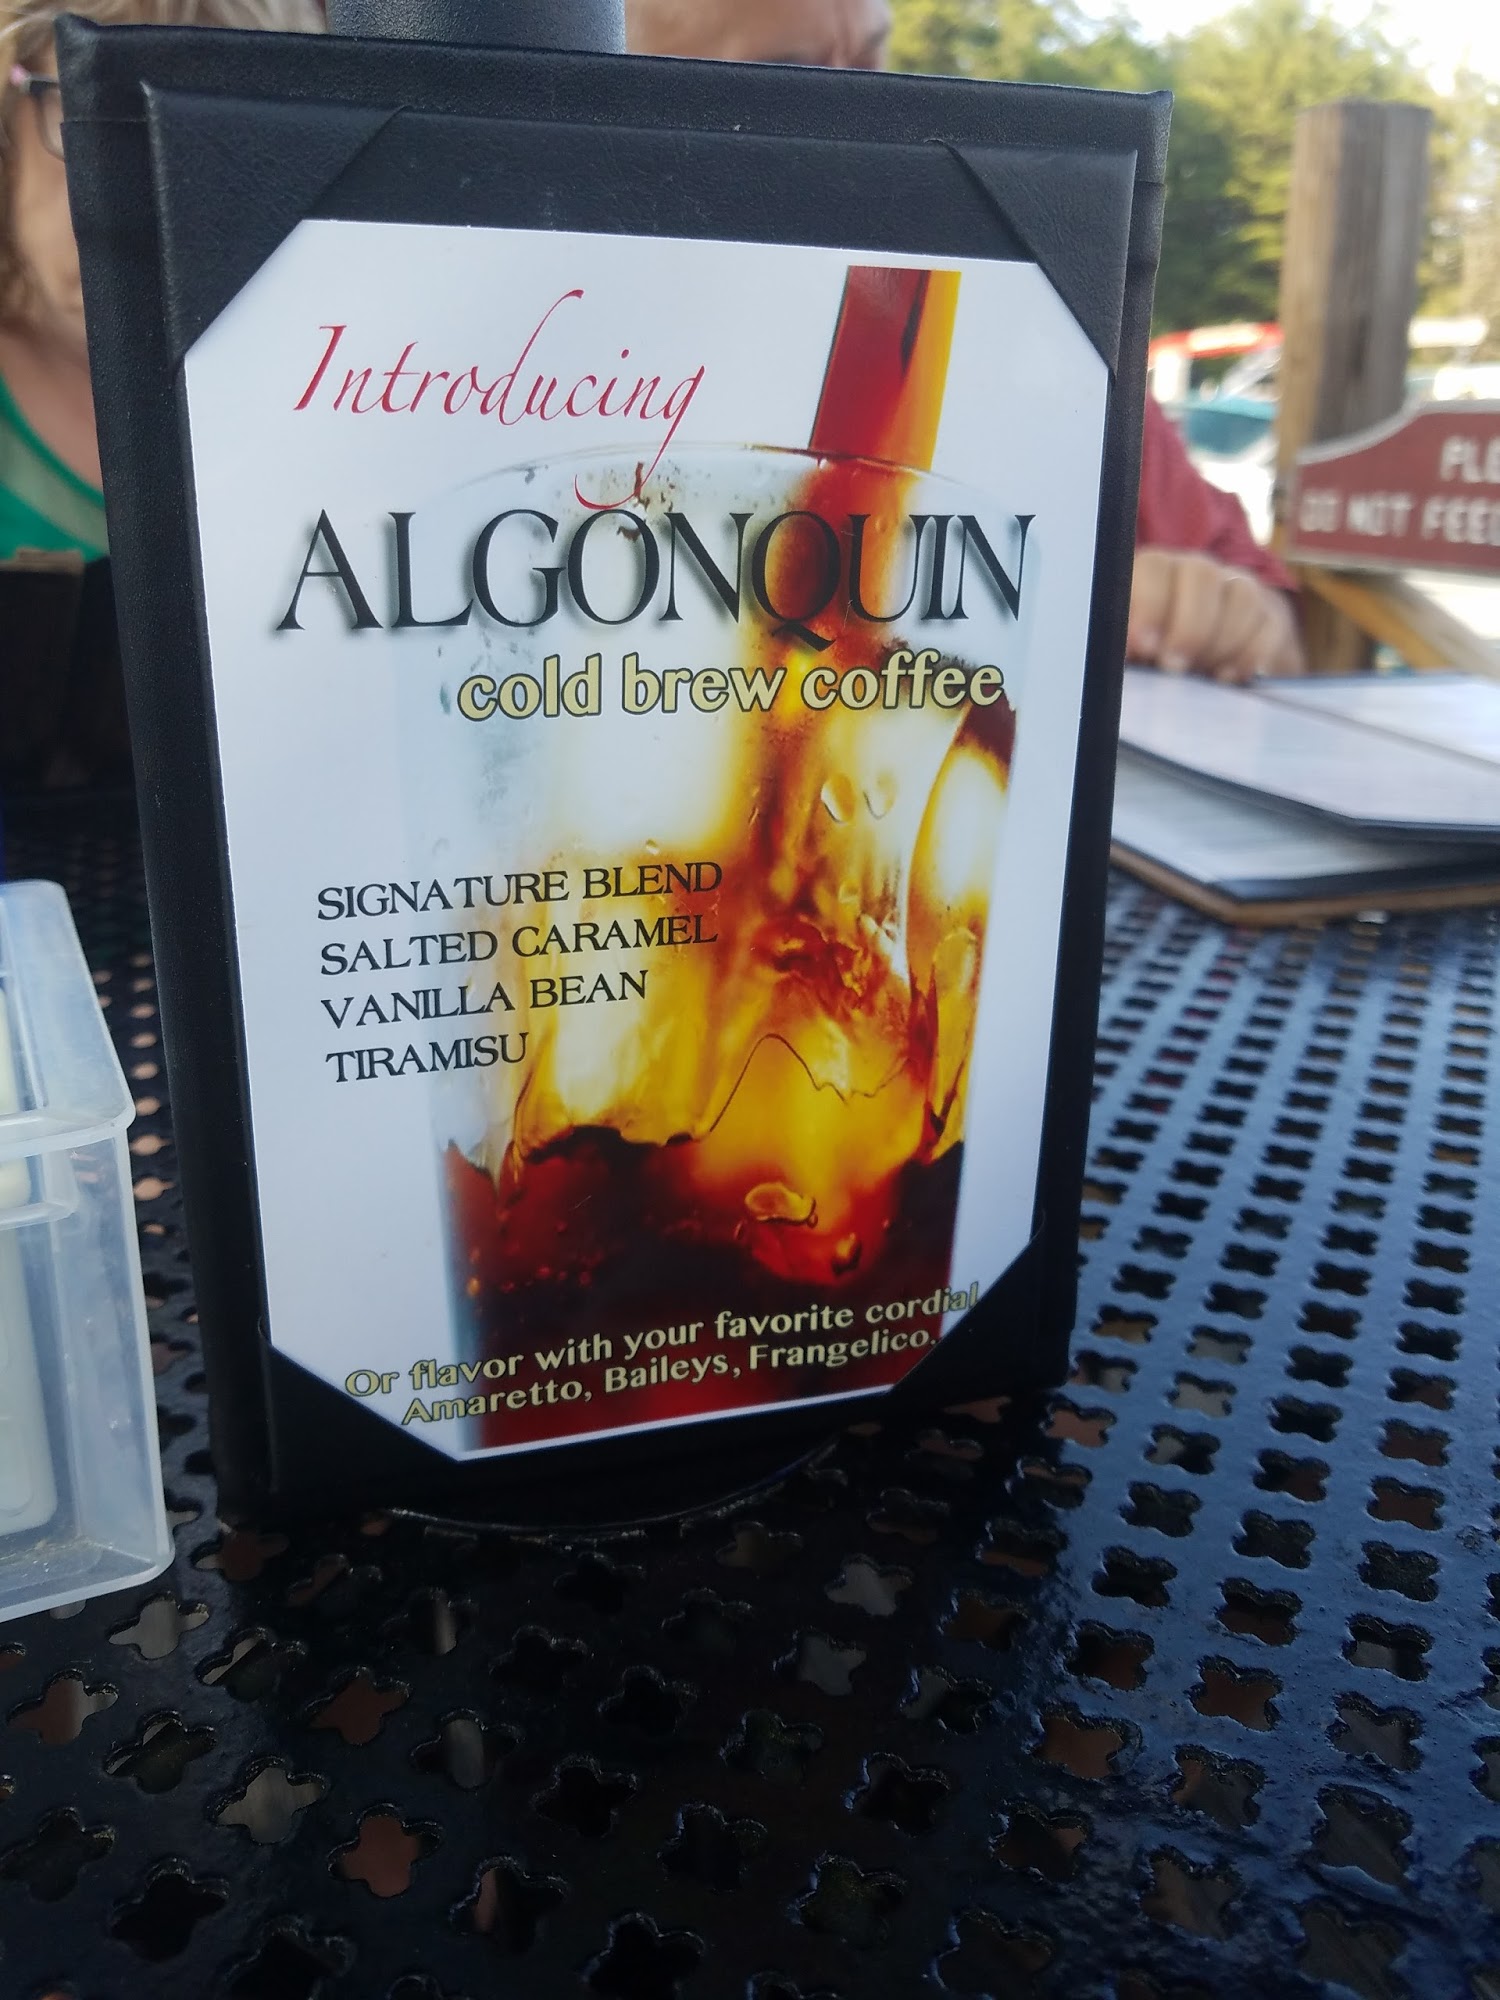 Introducing
ALGONQUIN
cold brew coffee
SIGNATURE BLEND
SALTED CARAMEL
VANILLA BEAN
TIRAMISU
Or flavor with your favorite cordial
Amaretto, Baileys, Frangelico..
DO NOT FEED